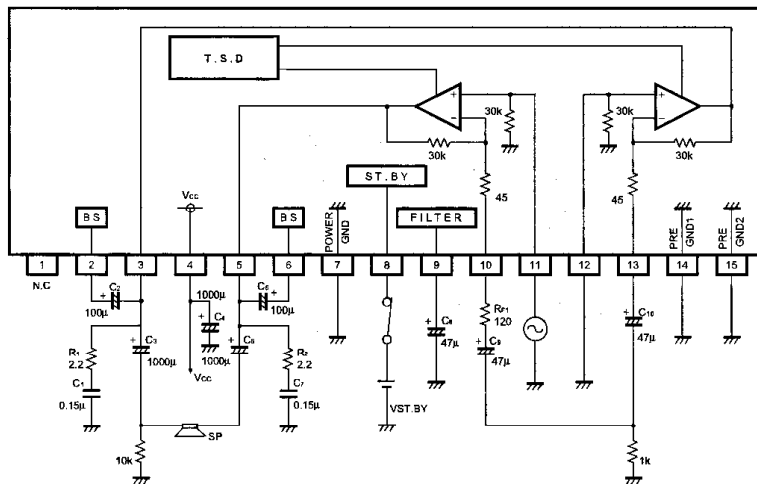 T.S.D
+
−
+
−
30k
30k
30k
30k
ST.BY
45
45
BS
VCC
BS
POWER
GND
FILTER
PRE
GND1
PRE
GND2
1
2
3
4
5
6
7
8
9
10
11
12
13
14
15
N.C
C2
+
100μ
1000μ
+
C4
1000μ
C5
+
100μ
RF1
120
+
C10
47μ
R1
2.2
+
C3
1000μ
+
R2
2.2
+
47μ
+
C9
47μ
C1
0.15μ
VCC
C7
0.15μ
VST.BY
SP
10k
1k